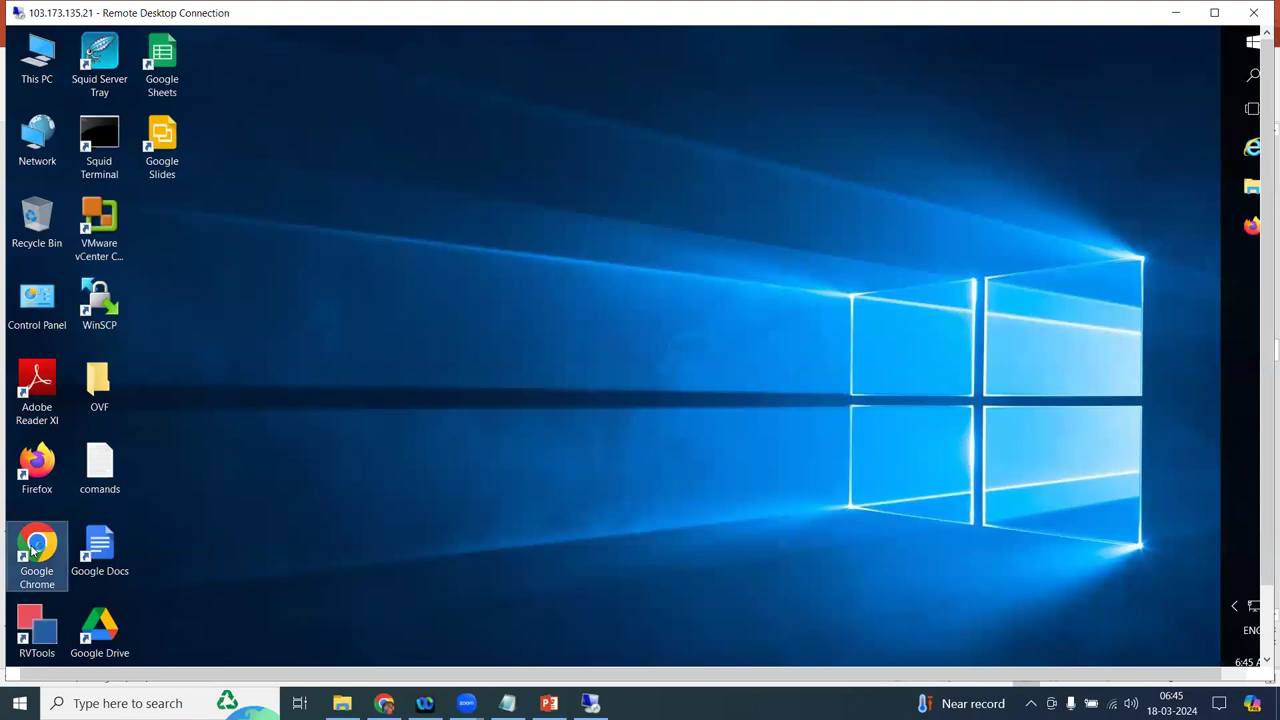 103.173.135.21 - Remote Desktop Connection
This PC
Squid Server
Tray
Google
Sheets
Network
Squid
Terminal
Google
Slides
Recycle Bin
VMware
vCenter C...
Control Panel
WinSCP
Adobe
Reader XI
OVF
Firefox
comands
Google
Chrome
Google Docs
RVTools
Google Drive
ENG
6:45 A
Type here to search
Near record
06:45
18-03-2024